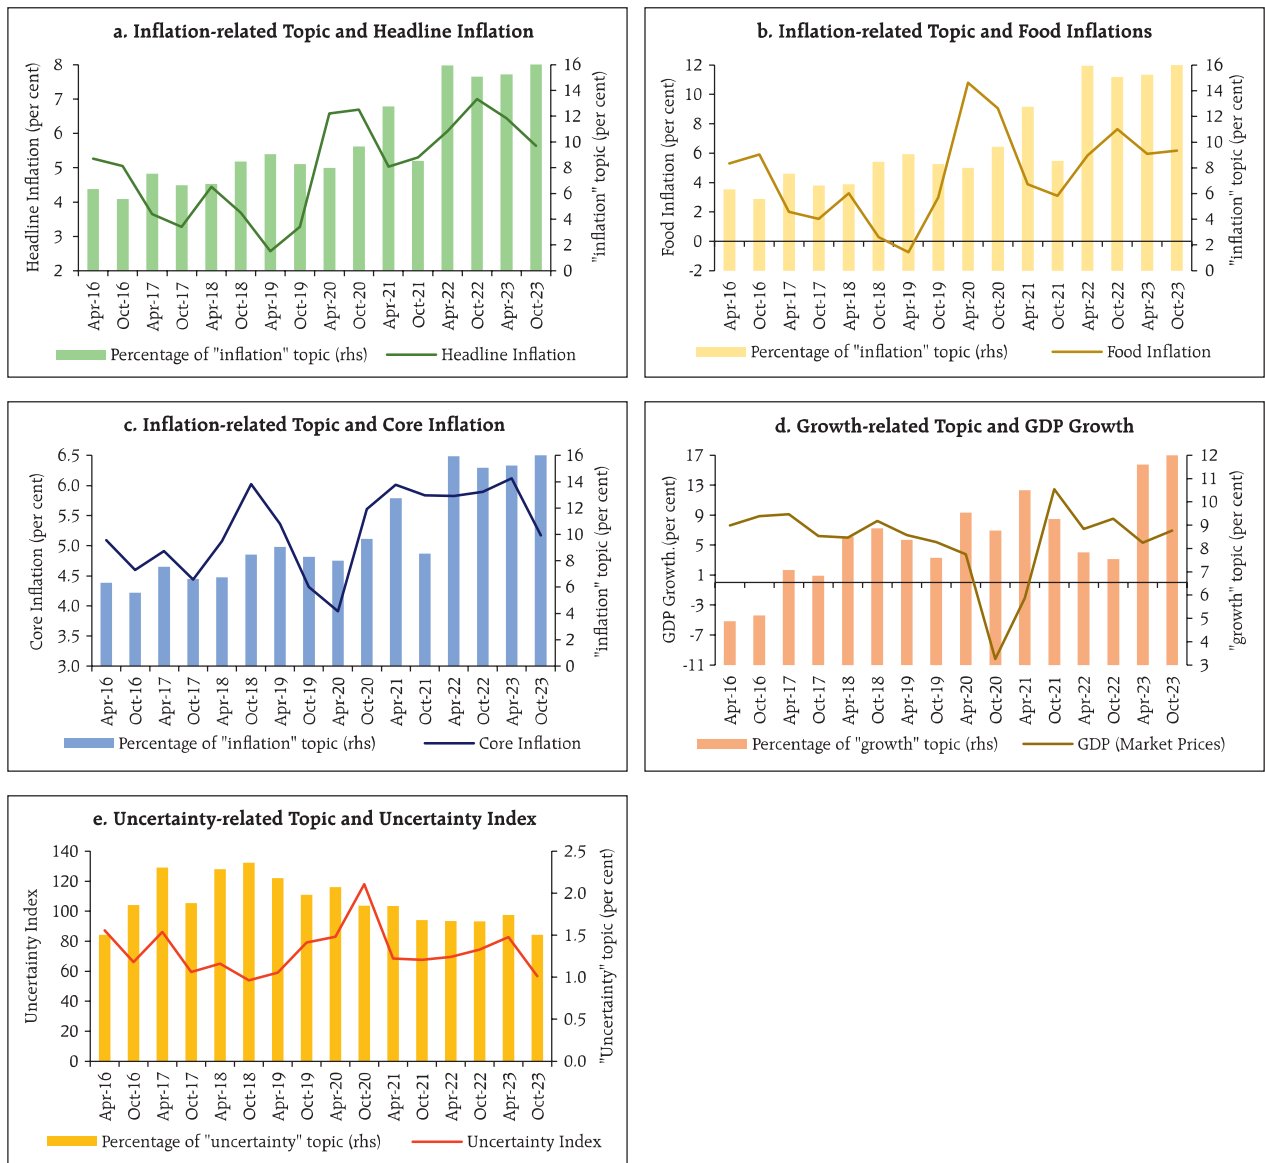 a. Inflation-related Topic and Headline Inflation
Headline Inflation (per cent)
8
7
6
5
4
3
2
16
14
12
10
8
6
4
2
0
"inflation" topic (per cent)
Apr-16
Oct-16
Apr-17
Oct-17
Apr-18
Oct-18
Apr-19
Oct-19
Apr-20
Oct-20
Apr-21
Oct-21
Apr-22
Oct-22
Apr-23
Oct-23
Percentage of "inflation" topic (rhs)
Headline Inflation
b. Inflation-related Topic and Food Inflations
Food Inflation (per cent)
12
10
8
6
4
2
0
-2
16
14
12
10
8
6
4
2
0
"inflation" topic (per cent)
Apr-16
Oct-16
Apr-17
Oct-17
Apr-18
Oct-18
Apr-19
Oct-19
Apr-20
Oct-20
Apr-21
Oct-21
Apr-22
Oct-22
Apr-23
Oct-23
Percentage of "inflation" topic (rhs)
Food Inflation
c. Inflation-related Topic and Core Inflation
Core Inflation (per cent)
6.5
6.0
5.5
5.0
4.5
4.0
3.5
3.0
16
14
12
10
8
6
4
2
0
"inflation" topic (per cent)
Apr-16
Oct-16
Apr-17
Oct-17
Apr-18
Oct-18
Apr-19
Oct-19
Apr-20
Oct-20
Apr-21
Oct-21
Apr-22
Oct-22
Apr-23
Oct-23
Percentage of "inflation" topic (rhs)
Core Inflation
d. Growth-related Topic and GDP Growth
GDP Growth.(per cent)
17
13
9
5
1
-3
-7
-11
12
11
10
9
8
7
6
5
4
3
"growth" topic (per cent)
Apr-16
Oct-16
Apr-17
Oct-17
Apr-18
Oct-18
Apr-19
Oct-19
Apr-20
Oct-20
Apr-21
Oct-21
Apr-22
Oct-22
Apr-23
Oct-23
Percentage of "growth" topic (rhs)
GDP (Market Prices)
e. Uncertainty-related Topic and Uncertainty Index
Uncertainty Index
140
120
100
80
60
40
20
0
2.5
2.0
1.5
1.0
0.5
0.0
"Uncertainty" topic (per cent)
Apr-16
Oct-16
Apr-17
Oct-17
Apr-18
Oct-18
Apr-19
Oct-19
Apr-20
Oct-20
Apr-21
Oct-21
Apr-22
Oct-22
Apr-23
Oct-23
Percentage of "uncertainty" topic (rhs)
Uncertainty Index